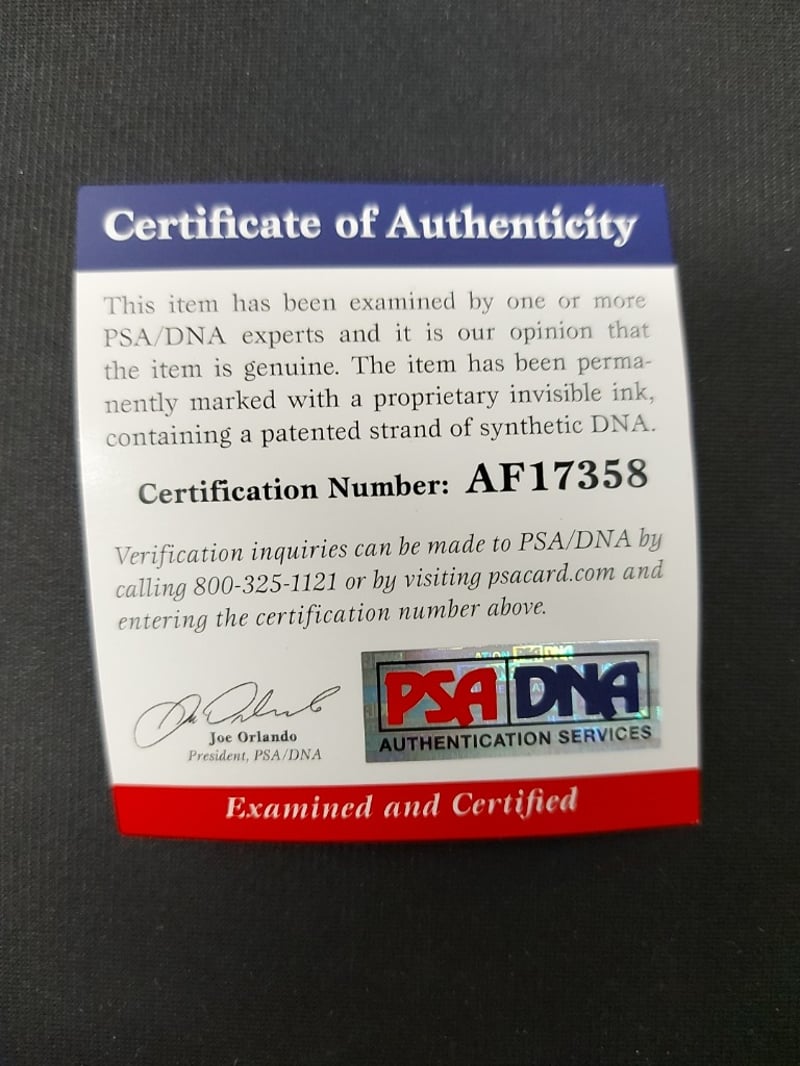 Certificate of Authenticity
This item has been examined by one or more
PSA/DNA experts and it is our opinion that
the item is genuine. The item has been perma-
nently marked with a proprietary invisible ink,
containing a patented strand of synthetic DNA.
Certification Number: AF17358
Verification inquiries can be made to PSA/DNA by
calling 800-325-1121 or by visiting psacard.com and
entering the certification number above.
Joe Orlando
President, PSA/DNA
PSA DNA
AUTHENTICATION SERVICES
Examined and Certified